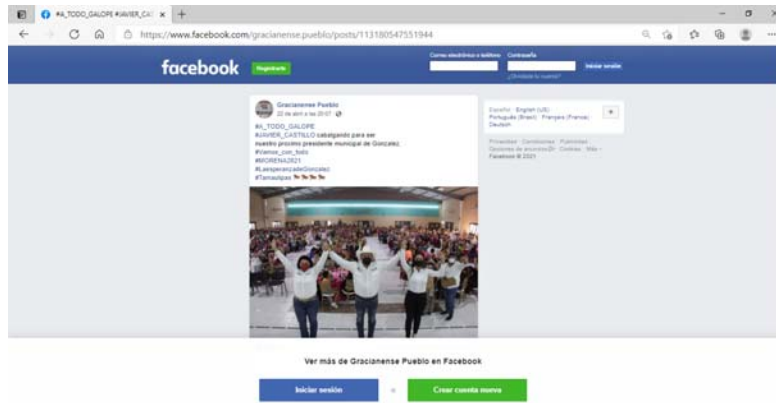 #A_TODO_GALOPE #JAVIER_CAS
https://www.facebook.com/gracianense.pueblo/posts/113180547551944
facebook
Registrarte
Correo electrónico o teléfono
Contraseña
Iniciar sesión
¿Olvidaste tu cuenta?
Gracianense Pueblo
22 de abril a las 20:07
#A_TODO_GALOPE
#JAVIER_CASTILLO cabalgando para ser
nuestro próximo presidente municipal de Gonzalez.
#Vamos_con_todo
#MORENA2021
#LaesperanzadeGonzalez
#Tamaulipas
Español · English (US) ·
Português (Brasil) · Français (France) ·
Deutsch
Privacidad · Condiciones · Publicidad ·
Opciones de anuncios · Cookies · Más
Facebook © 2021
Ver más de Gracianense Pueblo en Facebook
Iniciar sesión
o
Crear cuenta nueva